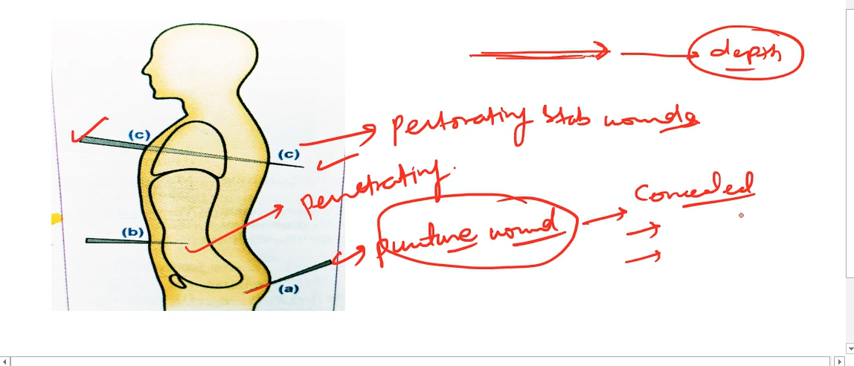 depth
(c)
(c)
perforating stab wounds
penetrating.
Concealed
(b)
puncture wound
(a)